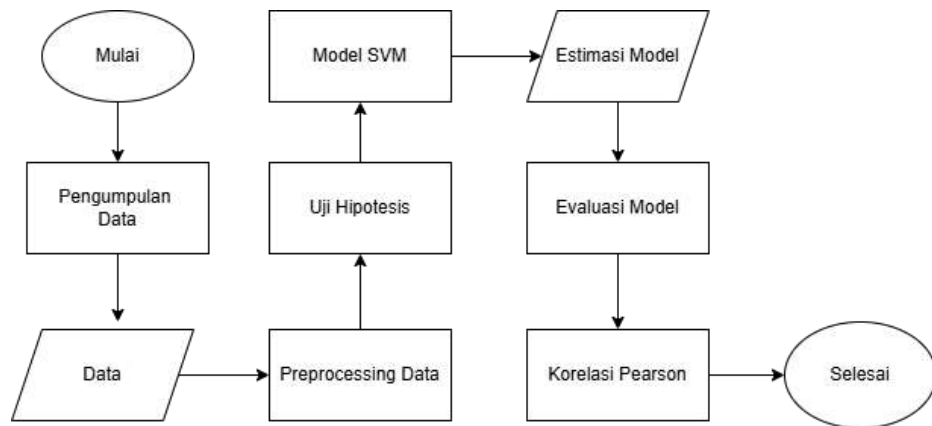 Mulai
Pengumpulan
Data
Data
Preprocessing Data
Uji Hipotesis
Model SVM
Estimasi Model
Evaluasi Model
Korelasi Pearson
Selesai